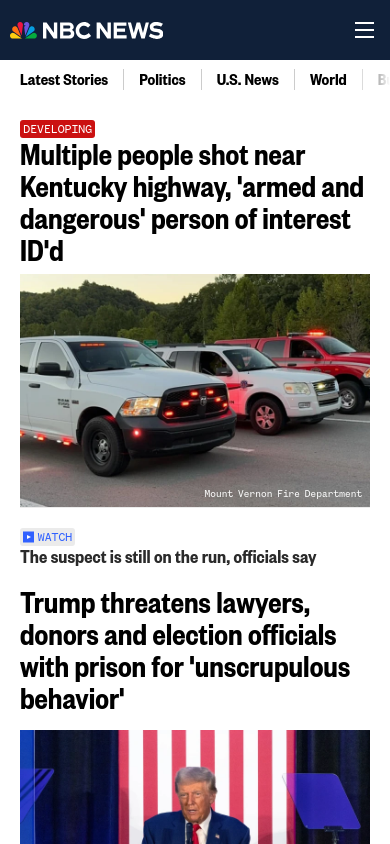 NBC NEWS
Latest Stories
Politics
U.S. News
World
DEVELOPING
Multiple people shot near
Kentucky highway, 'armed and
dangerous' person of interest
ID'd
Mount Vernon Fire Department
WATCH
The suspect is still on the run, officials say
Trump threatens lawyers,
donors and election officials
with prison for 'unscrupulous
behavior'